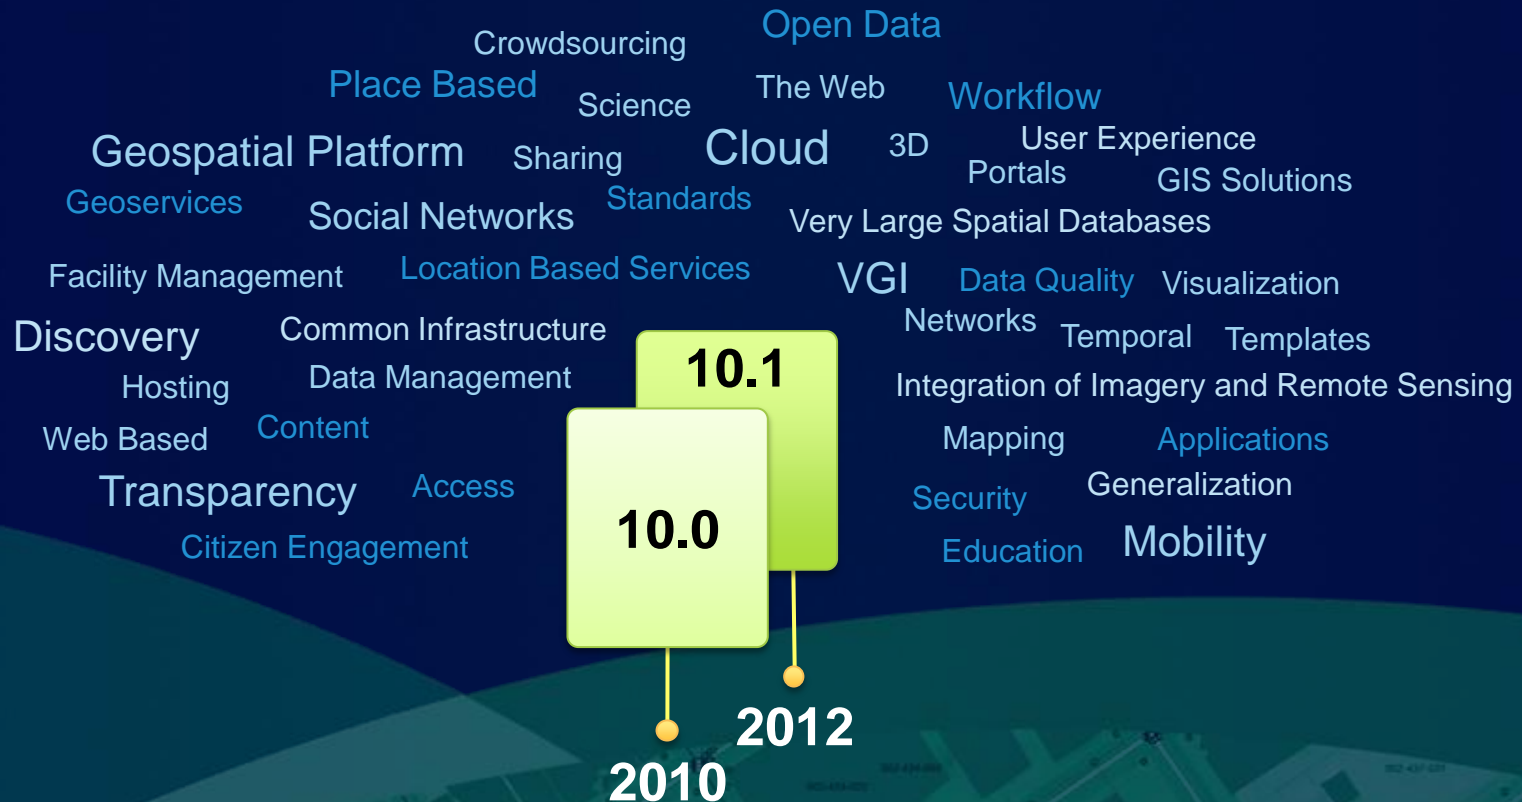 Open Data
Crowdsourcing
Place Based
Science
The Web
Workflow
Geospatial Platform
Sharing
Cloud
3D
User Experience
Portals
GIS Solutions
Geoservices
Social Networks
Standards
Very Large Spatial Databases
Facility Management
Location Based Services
VGI
Data Quality
Visualization
Discovery
Common Infrastructure
Networks
Temporal
Templates
Hosting
Data Management
10.1
Integration of Imagery and Remote Sensing
Web Based
Content
Mapping
Applications
Transparency
Access
10.0
Security
Generalization
Citizen Engagement
Education
Mobility
2012
2010